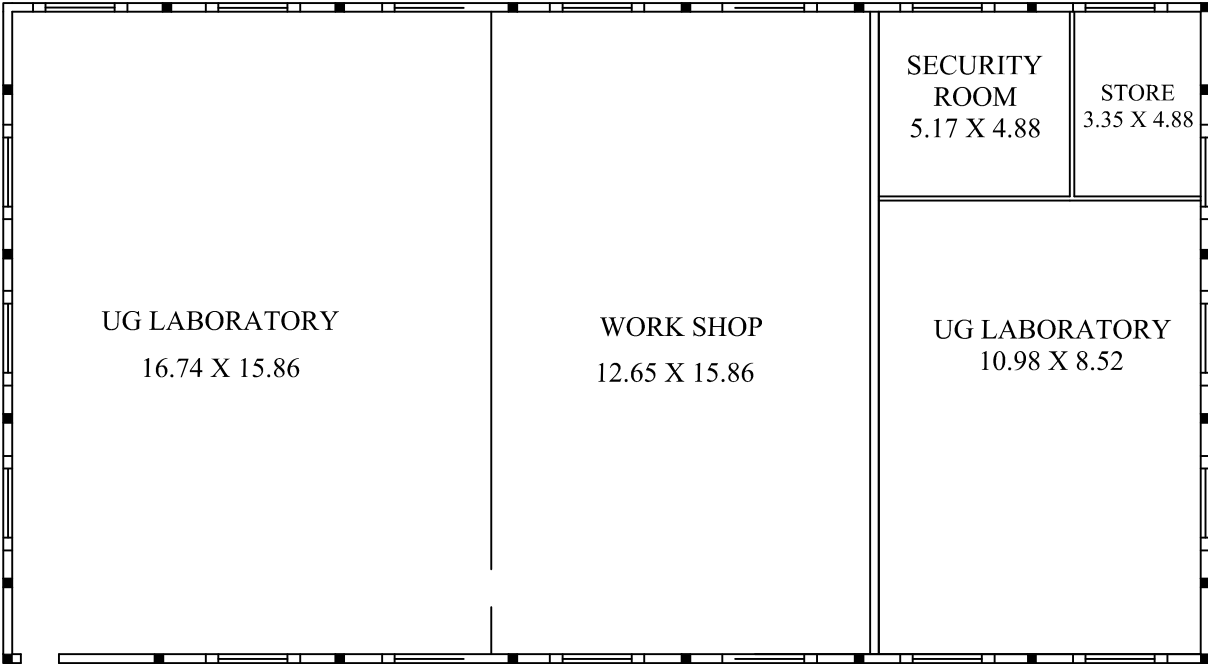 UG LABORATORY
16.74 X 15.86
WORK SHOP
12.65 X 15.86
SECURITY
ROOM
5.17 X 4.88
STORE
3.35 X 4.88
UG LABORATORY
10.98 X 8.52